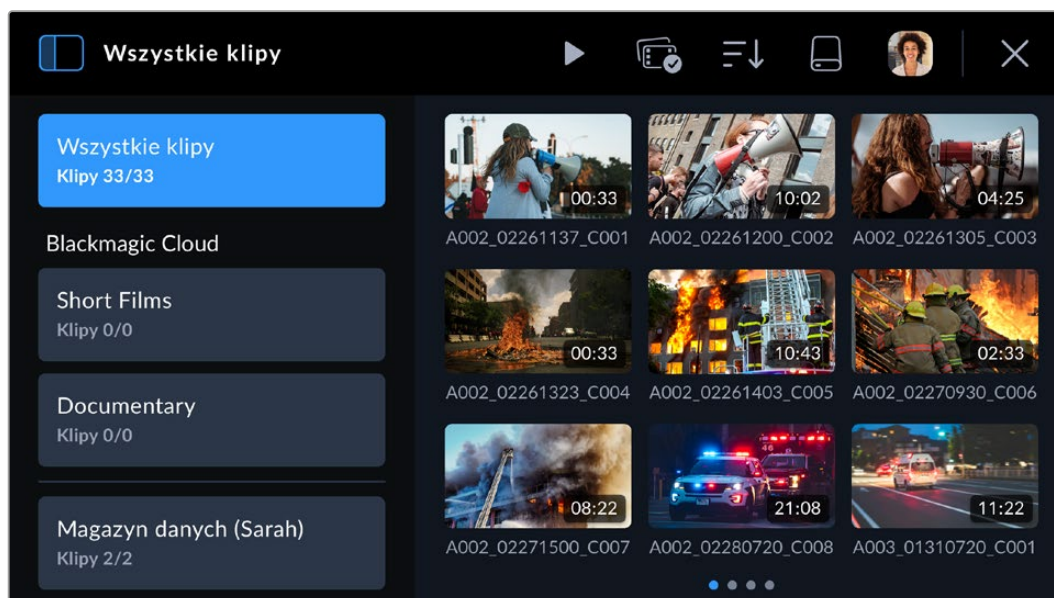 Wszystkie klipy
Wszystkie klipy
Klipy 33/33
Blackmagic Cloud
Short Films
Klipy 0/0
Documentary
Klipy 0/0
Magazyn danych (Sarah)
Klipy 2/2
00:33
10:02
04:25
A002_02261137_C001
A002_02261200_C002
A002_02261305_C003
00:33
10:43
02:33
A002_02261323_C004
A002_02261403_C005
A002_02270930_C006
08:22
21:08
11:22
A002_02271500_C007
A002_02280720_C008
A003_01310720_C001